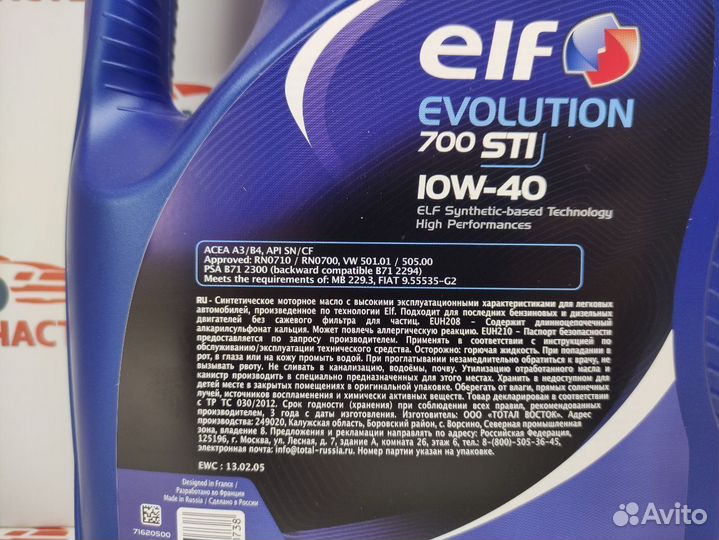 elf
EVOLUTION
700 STI
10W-40
ELF Synthetic-based Technology
High Performances
ACEA A3/B4, API SN/CF
Approved: RN0710 / RN0700, VW 501.01 / 505.00
PSA B71 2300 (backward compatible B71 2294)
Meets the requirements of: MB 229.3, FIAT 9.55535-G2
RU - Синтетическое моторное масло с высокими эксплуатационными характеристиками для легковых
автомобилей, произведенное по технологии Elf. Подходит для последних бензиновых и дизельных
двигателей без сажевого фильтра для частиц. EUH208 - Содержит длинноцепочечный
алкарилсульфонат кальция. Может повлечь аллергическую реакцию. EUH210 - Паспорт безопасности
предоставляется по запросу производителем. Применять в соответствии с инструкцией по
обслуживанию/эксплуатации технического средства. Осторожно: горючая жидкость. При попадании в
рот, в глаза или на кожу промыть водой. При проглатывании незамедлительно обратиться к врачу, не
вызывать рвоту. Не сливать в канализацию, водоёмы, почву. Утилизацию отработанного масла и
канистр производить в специально предназначенных для этого местах. Хранить в недоступном для
детей месте в закрытых помещениях в оригинальной упаковке. Оберегать от влаги, прямых солнечных
лучей, источников воспламенения и химически активных веществ. Товар декларирован в соответствии
с ТР ТС 030/2012. Срок годности (хранения) при соблюдении всех правил, рекомендованных
производителем, 3 года с даты изготовления. Изготовитель: ООО «ТОТАЛ ВОСТОК». Адрес
производства: 249020, Калужская область, Боровский район, с. Ворсино, Северная промышленная
зона, владение 8. Предложения и рекламации направлять по адресу: Российская Федерация,
125196, г. Москва, ул. Лесная, д. 7, здание А, комната 26, этаж 6, тел.: 8-(800)-505-36-45,
электронная почта: info@total-russia.ru. Номер партии указан на упаковке.
EWC : 13.02.05
Designed in France /
Разработано во Франции
Made in Russia / Сделано в России
71620500
Avito